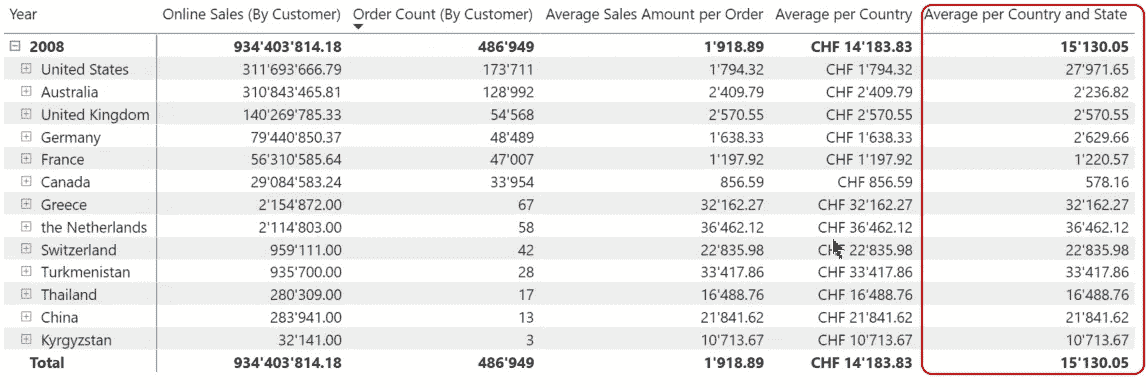 Year Online Sales (By Customer) Order Count (By Customer) Average Sales Amount per Order Average per Country Average per Country and State
2008 934'403'814.18 486'949 1'918.89 CHF 14'183.83 15'130.05
United States 311'693'666.79 173'711 1'794.32 CHF 1'794.32 27'971.65
Australia 310'843'465.81 128'992 2'409.79 CHF 2'409.79 2'236.82
United Kingdom 140'269'785.33 54'568 2'570.55 CHF 2'570.55 2'570.55
Germany 79'440'850.37 48'489 1'638.33 CHF 1'638.33 2'629.66
France 56'310'585.64 47'007 1'197.92 CHF 1'197.92 1'220.57
Canada 29'084'583.24 33'954 856.59 CHF 856.59 578.16
Greece 2'154'872.00 67 32'162.27 CHF 32'162.27 32'162.27
the Netherlands 2'114'803.00 58 36'462.12 CHF 36'462.12 36'462.12
Switzerland 959'111.00 42 22'835.98 CHF 22'835.98 22'835.98
Turkmenistan 935'700.00 28 33'417.86 CHF 33'417.86 33'417.86
Thailand 280'309.00 17 16'488.76 CHF 16'488.76 16'488.76
China 283'941.00 13 21'841.62 CHF 21'841.62 21'841.62
Kyrgyzstan 32'141.00 3 10'713.67 CHF 10'713.67 10'713.67
Total 934'403'814.18 486'949 1'918.89 CHF 14'183.83 15'130.05